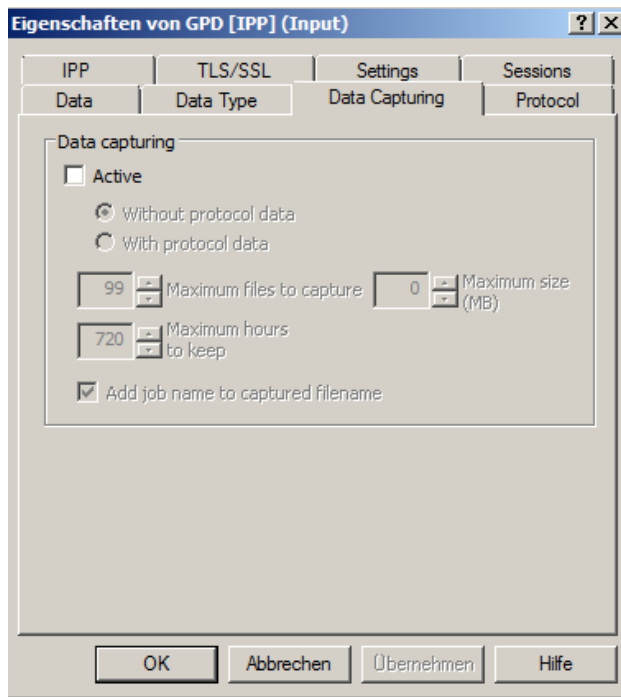 Eigenschaften von GPD [IPP] (Input)
IPP TLS/SSL Settings Sessions
Data Data Type Data Capturing Protocol
Data capturing
Active
Without protocol data
With protocol data
99 Maximum files to capture 0 Maximum size (MB)
720 Maximum hours to keep
Add job name to captured filename
OK Abbrechen Übernehmen Hilfe